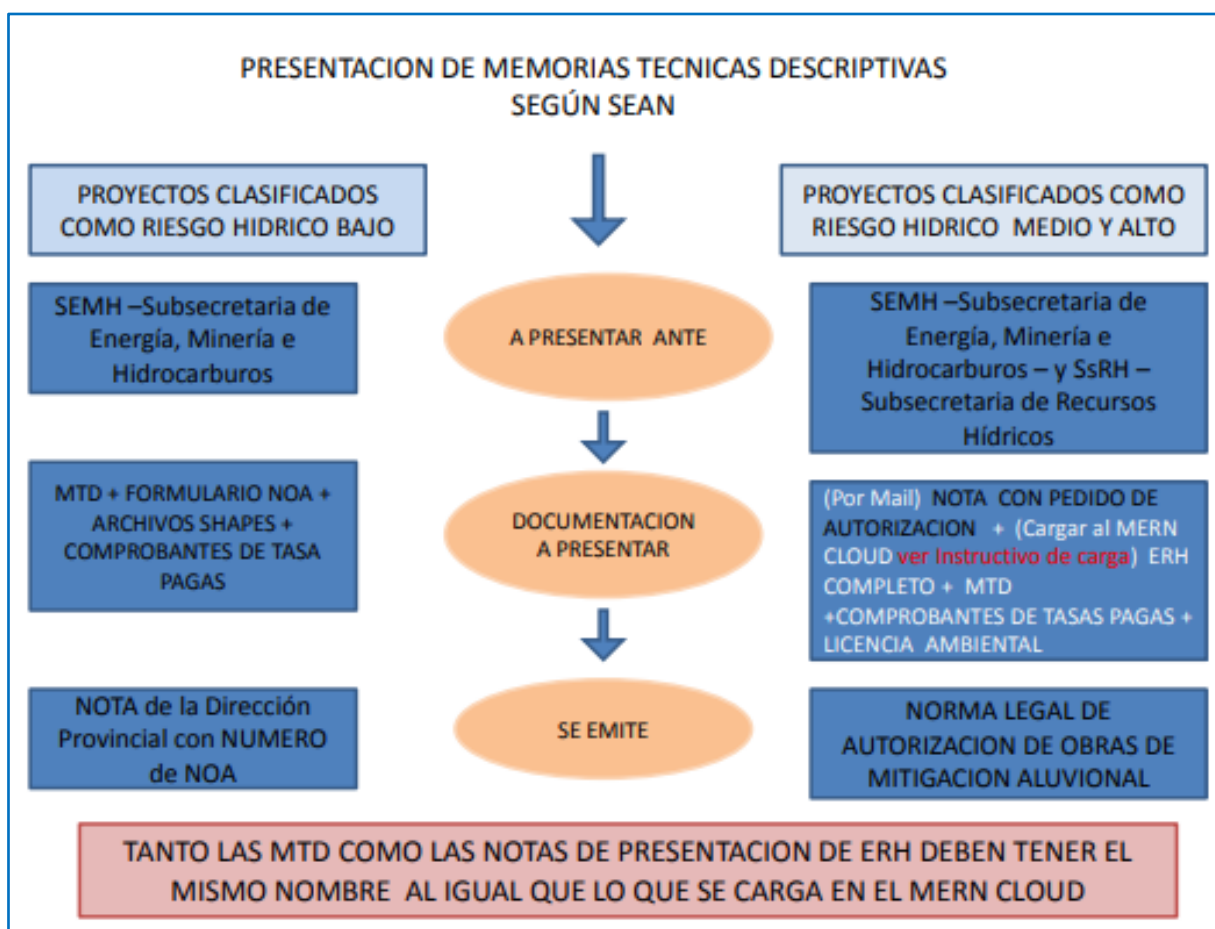 PRESENTACION DE MEMORIAS TECNICAS DESCRIPTIVAS
SEGÚN SEAN
PROYECTOS CLASIFICADOS
COMO RIESGO HIDRICO BAJO
PROYECTOS CLASIFICADOS COMO
RIESGO HIDRICO MEDIO Y ALTO
SEMH –Subsecretaria de
Energía, Minería e
Hidrocarburos
A PRESENTAR ANTE
SEMH –Subsecretaria de
Energía, Minería e
Hidrocarburos – y SsRH –
Subsecretaria de Recursos
Hídricos
MTD + FORMULARIO NOA +
ARCHIVOS SHAPES +
COMPROBANTES DE TASA
PAGAS
DOCUMENTACION
A PRESENTAR
(Por Mail) NOTA CON PEDIDO DE
AUTORIZACION + (Cargar al MERN
CLOUD ver Instructivo de carga) ERH
COMPLETO + MTD
+COMPROBANTES DE TASAS PAGAS +
LICENCIA AMBIENTAL
NOTA de la Dirección
Provincial con NUMERO
de NOA
SE EMITE
NORMA LEGAL DE
AUTORIZACION DE OBRAS DE
MITIGACION ALUVIONAL
TANTO LAS MTD COMO LAS NOTAS DE PRESENTACION DE ERH DEBEN TENER EL
MISMO NOMBRE AL IGUAL QUE LO QUE SE CARGA EN EL MERN CLOUD